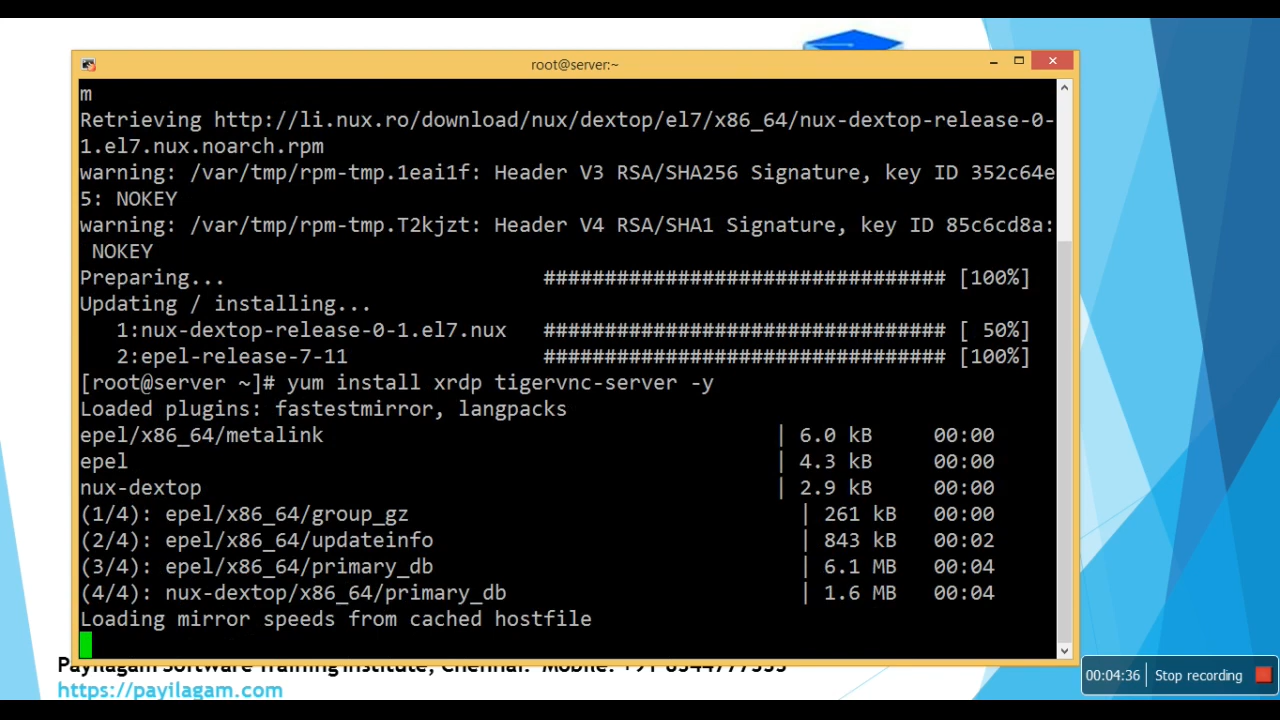 root@server:~
m
Retrieving http://li.nux.ro/download/nux/dextop/el7/x86_64/nux-dextop-release-0-
1.el7.nux.noarch.rpm
warning: /var/tmp/rpm-tmp.1eai1f: Header V3 RSA/SHA256 Signature, key ID 352c64e
5: NOKEY
warning: /var/tmp/rpm-tmp.T2kjzt: Header V4 RSA/SHA1 Signature, key ID 85c6cd8a:
NOKEY
Preparing... ################################# [100%]
Updating / installing...
1:nux-dextop-release-0-1.el7.nux ################################# [ 50%]
2:epel-release-7-11 ################################# [100%]
[root@server ~]# yum install xrdp tigervnc-server -y
Loaded plugins: fastestmirror, langpacks
epel/x86_64/metalink | 6.0 kB 00:00
epel | 4.3 kB 00:00
nux-dextop | 2.9 kB 00:00
(1/4): epel/x86_64/group_gz | 261 kB 00:00
(2/4): epel/x86_64/updateinfo | 843 kB 00:02
(3/4): epel/x86_64/primary_db | 6.1 MB 00:04
(4/4): nux-dextop/x86_64/primary_db | 1.6 MB 00:04
Loading mirror speeds from cached hostfile
Payilagam Software Training Institute, Chennai. Mobile: +91 8344777333
https://payilagam.com
00:04:36 Stop recording